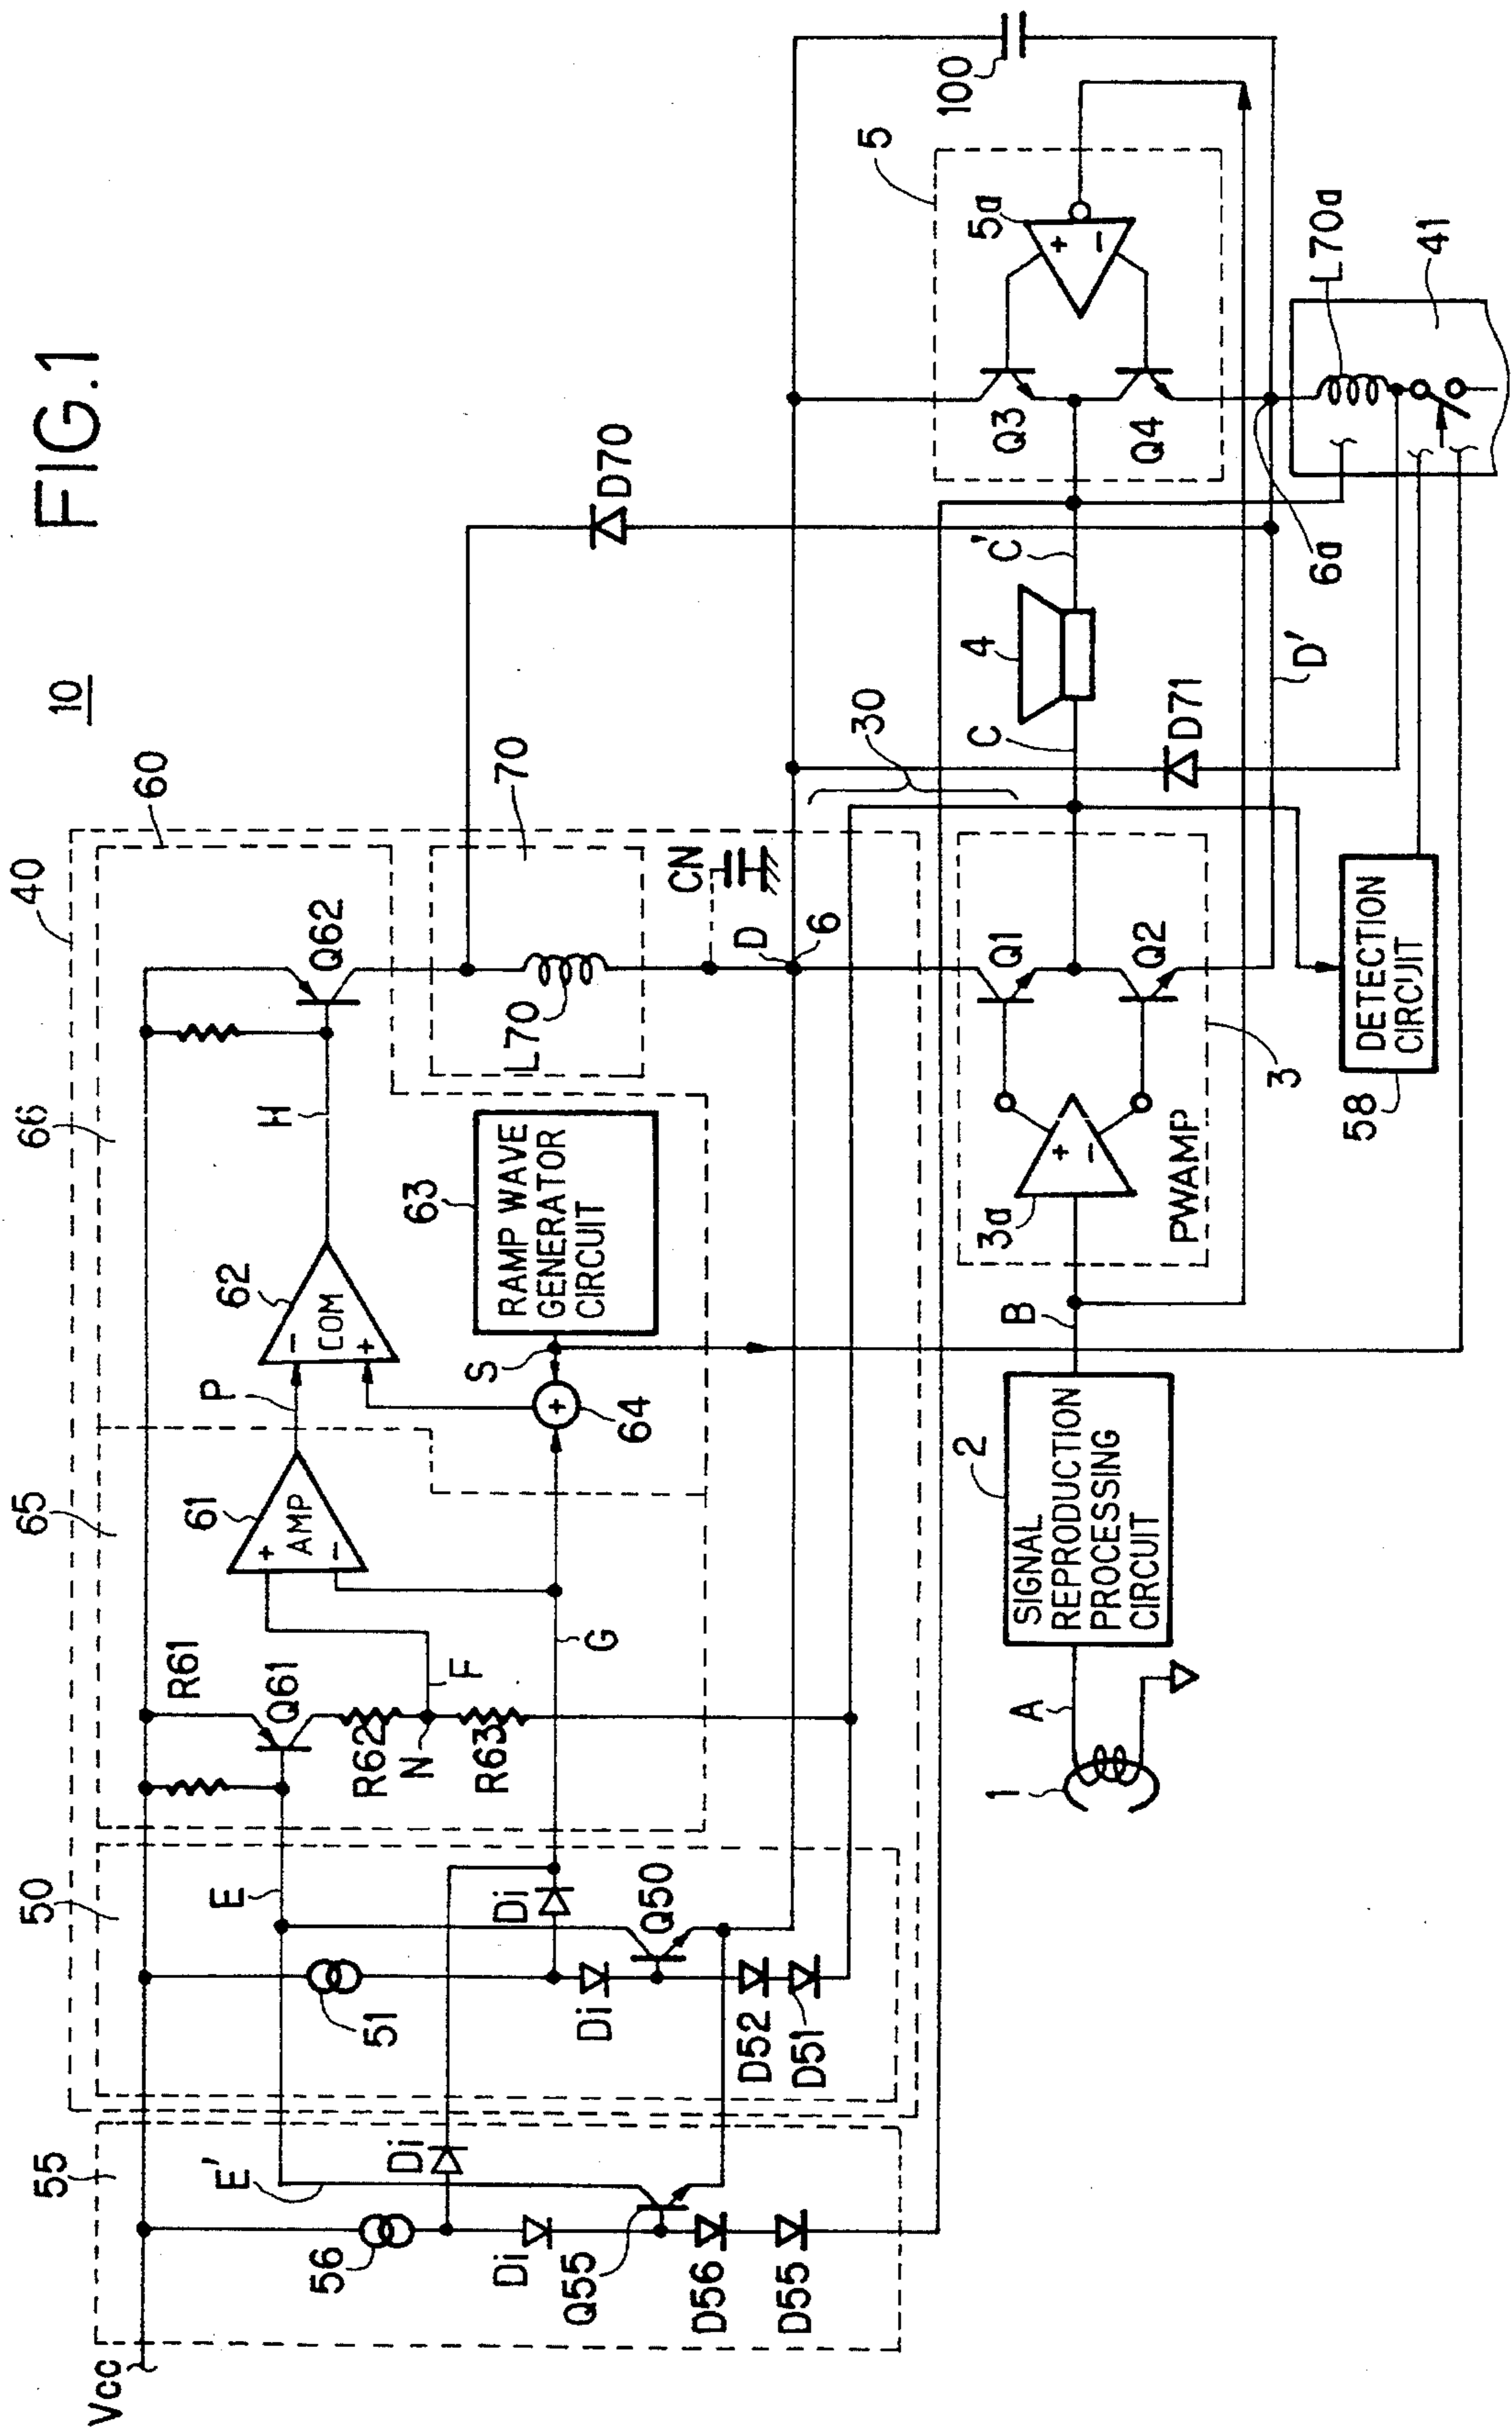 FIG.1
10
Vcc
55
56
E'
Di
Di
Q55
D56
D55
50
E
51
Di
Di
Q50
D52
D51
40
65
66
60
R61
Q61
R62
N
R63
F
G
61
+
AMP
-
P
62
-
COM
+
H
S
64
63
RAMP WAVE
GENERATOR
CIRCUIT
Q62
70
L70
CN
D
6
30
D70
D71
1
A
2
SIGNAL
REPRODUCTION
PROCESSING
CIRCUIT
B
3a
+
-
PWAMP
3
Q1
Q2
58
DETECTION
CIRCUIT
C
4
C'
D'
6a
5
Q3
Q4
5a
+
-
100
L70a
41